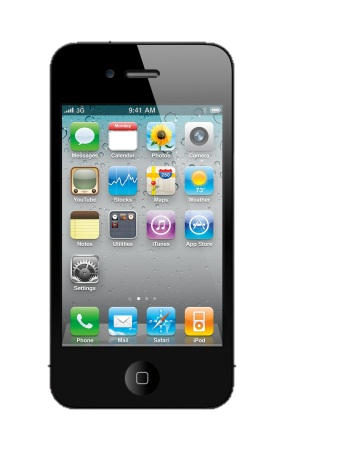 3G 9:41 AM
Monday
Messages Calendar Photos Camera
280
73°
YouTube Stocks Maps Weather
Notes Utilities iTunes App Store
Settings
Phone Mail Safari iPod